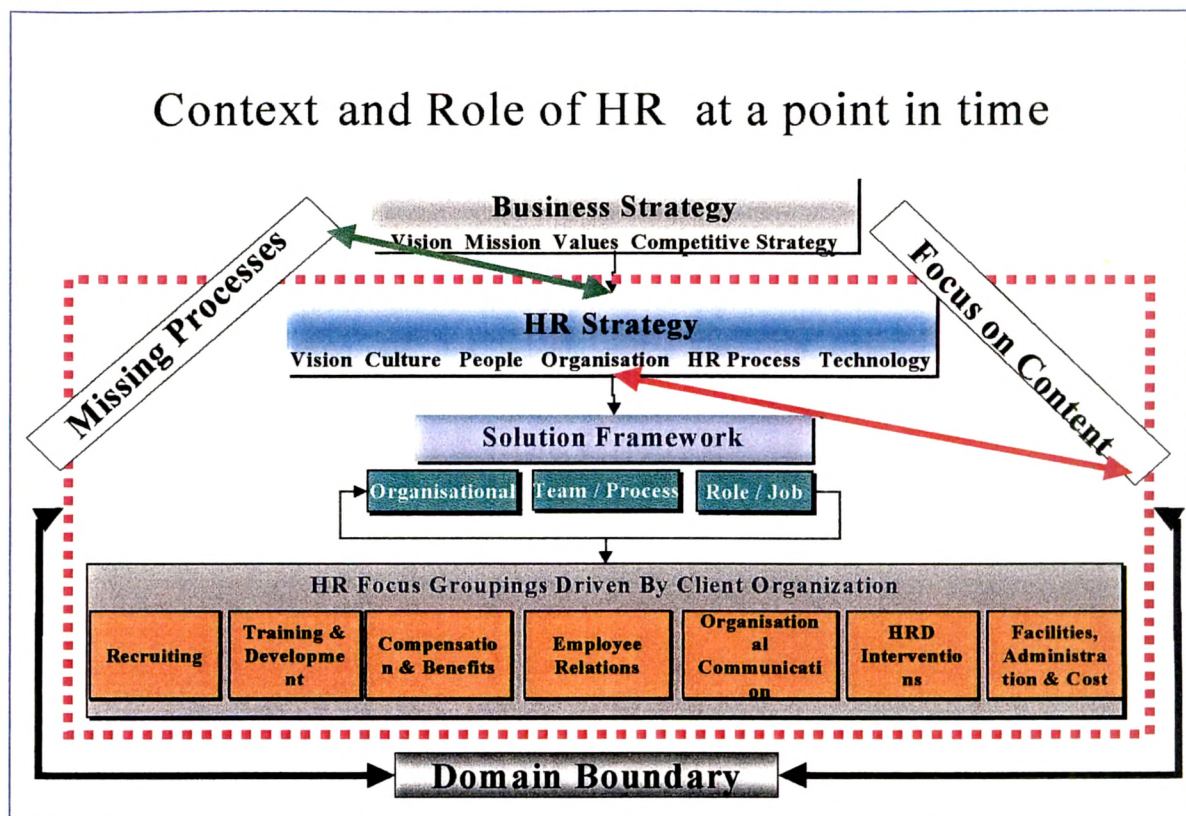 Context and Role of HR at a point in time
Business Strategy
Vision Mission Values Competitive Strategy
Missing Processes
Focus on Content
HR Strategy
Vision Culture People Organisation HR Process Technology
Solution Framework
Organisational
Team / Process
Role / Job
HR Focus Groupings Driven By Client Organization
Recruiting
Training &
Developme
nt
Compensatio
n & Benefits
Employee
Relations
Organisation
al
Communicati
on
HRD
Interventio
ns
Facilities,
Administra
tion & Cost
Domain Boundary